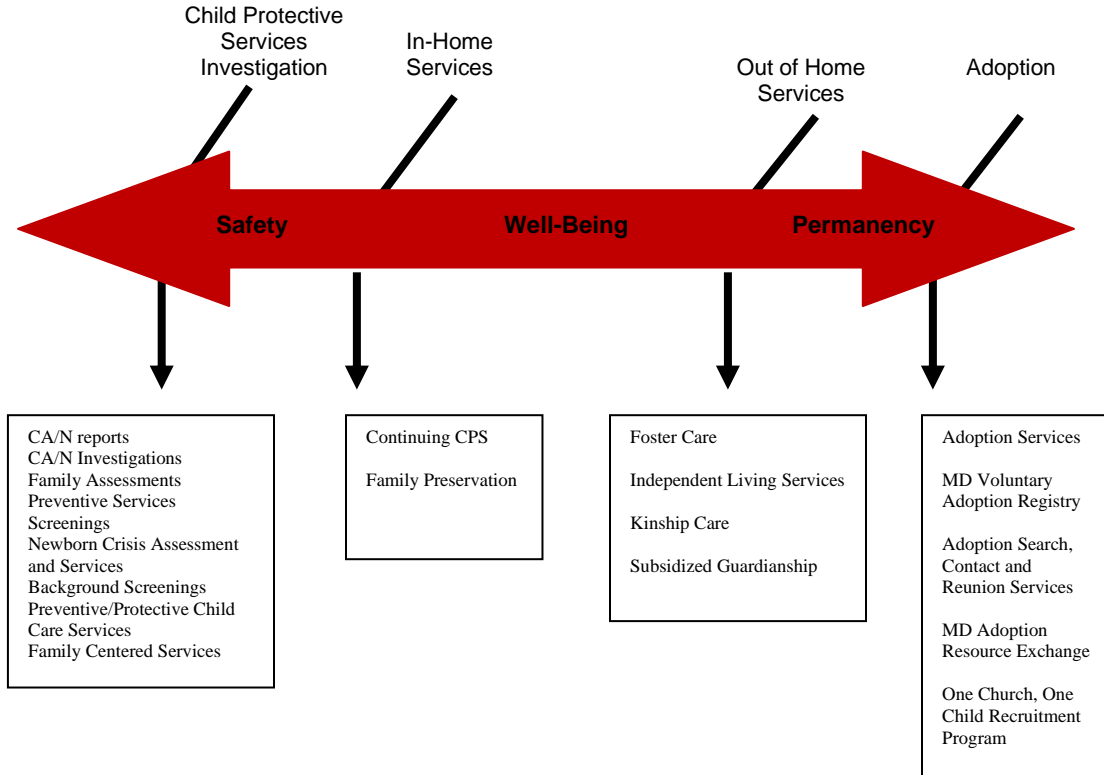 Child Protective
Services
Investigation
In-Home
Services
Out of Home
Services
Adoption
Safety
Well-Being
Permanency
CA/N reports
CA/N Investigations
Family Assessments
Preventive Services
Screenings
Newborn Crisis Assessment
and Services
Background Screenings
Preventive/Protective Child
Care Services
Family Centered Services
Continuing CPS
Family Preservation
Foster Care
Independent Living Services
Kinship Care
Subsidized Guardianship
Adoption Services
MD Voluntary
Adoption Registry
Adoption Search,
Contact and
Reunion Services
MD Adoption
Resource Exchange
One Church, One
Child Recruitment
Program